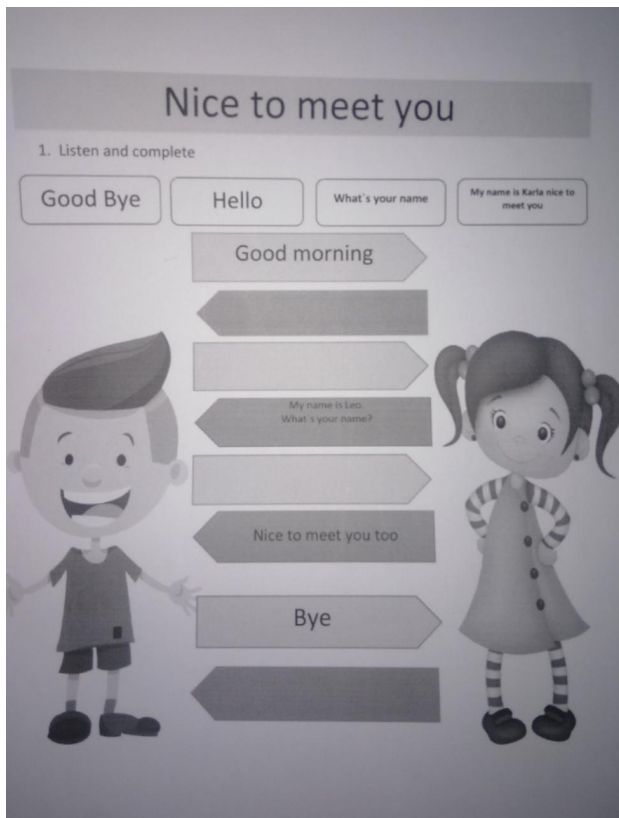 Nice to meet you
1. Listen and complete
Good Bye
Hello
What`s your name
My name is Karla nice to
meet you
Good morning
My name is Leo.
What`s your name?
Nice to meet you too
Bye